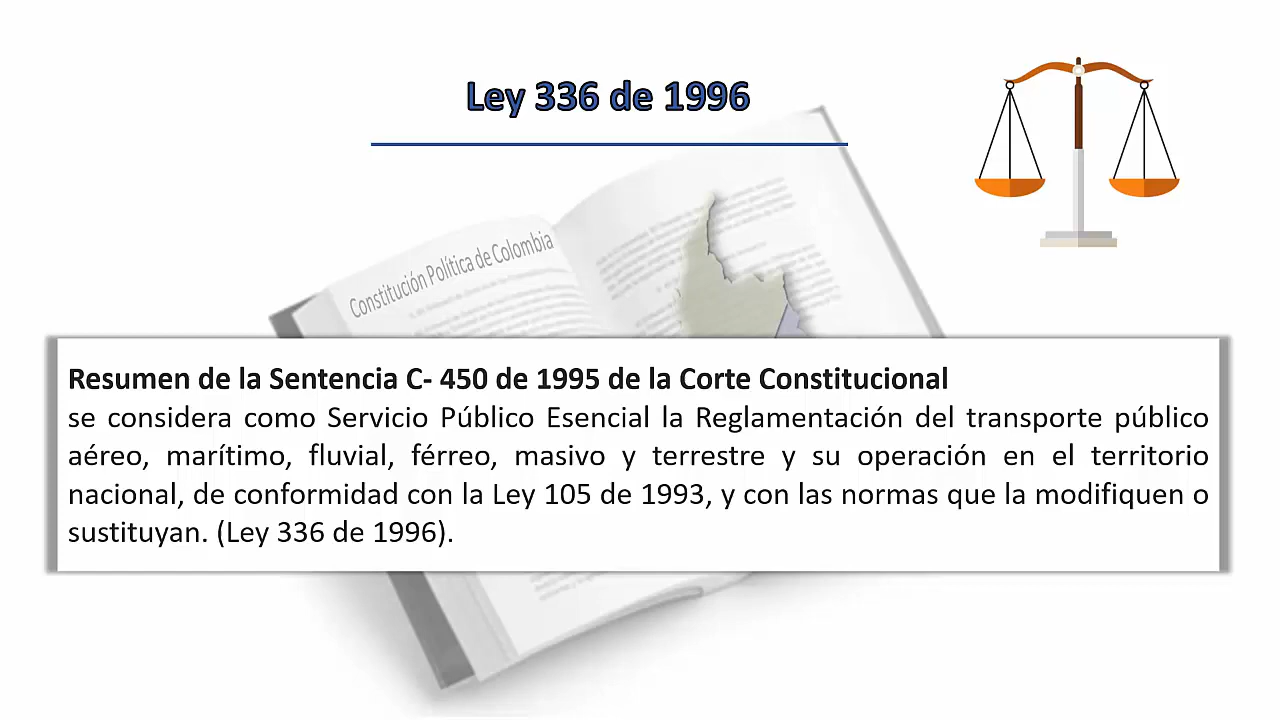 Ley 336 de 1996
Constitución Política de Colombia
Resumen de la Sentencia C- 450 de 1995 de la Corte Constitucional
se considera como Servicio Público Esencial la Reglamentación del transporte público
aéreo, marítimo, fluvial, férreo, masivo y terrestre y su operación en el territorio
nacional, de conformidad con la Ley 105 de 1993, y con las normas que la modifiquen o
sustituyan. (Ley 336 de 1996).